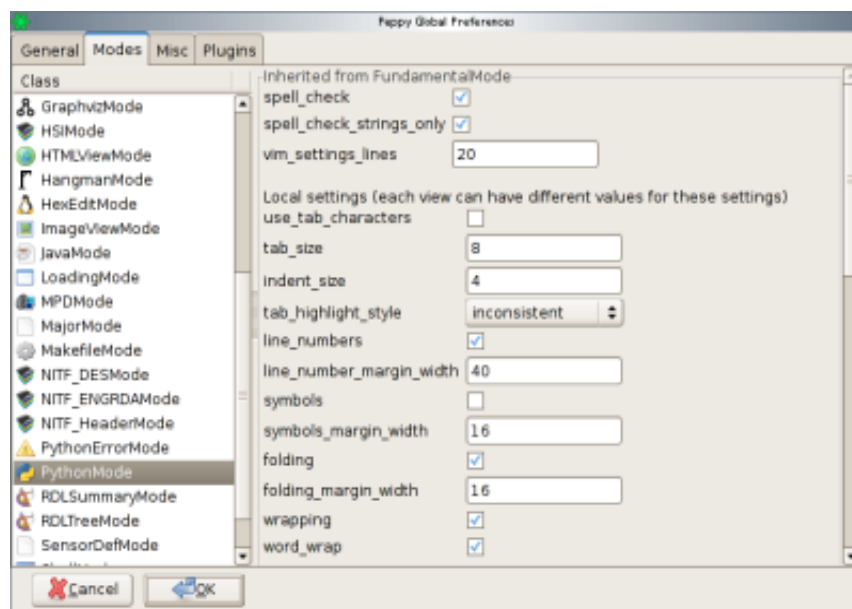 Peppy Global Preferences
General Modes Misc Plugins
Class
GraphvizMode
HSIMode
HTMLViewMode
HangmanMode
HexEditMode
ImageViewMode
JavaMode
LoadingMode
MPDMode
MajorMode
MakefileMode
NITF_DESMode
NITF_ENGRDAMode
NITF_HeaderMode
PythonErrorMode
PythonMode
RDLSummaryMode
RDLTreeMode
SensorDefMode
Inherited from FundamentalMode
spell_check
spell_check_strings_only
vim_settings_lines 20
Local settings (each view can have different values for these settings)
use_tab_characters
tab_size 8
indent_size 4
tab_highlight_style inconsistent
line_numbers
line_number_margin_width 40
symbols
symbols_margin_width 16
folding
folding_margin_width 16
wrapping
word_wrap
Cancel OK